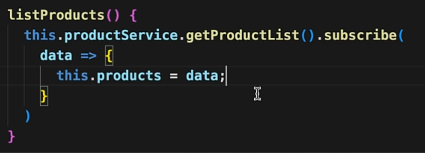 listProducts() {
this.productService.getProductList().subscribe(
data => {
this.products = data;
}
)
}